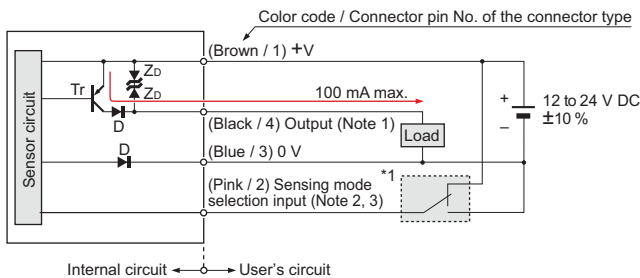 Color code / Connector pin No. of the connector type
(Brown / 1) +V
Tr
ZD
ZD
100 mA max.
+
12 to 24 V DC
±10 %
–
D
(Black / 4) Output (Note 1)
Load
Sensor circuit
D
(Blue / 3) 0 V
(Pink / 2) Sensing mode
selection input (Note 2, 3)
*1
Internal circuit
User's circuit